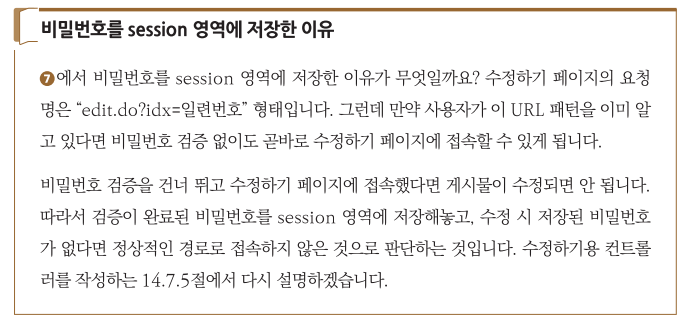 비밀번호를 session 영역에 저장한 이유
❼에서 비밀번호를 session 영역에 저장한 이유가 무엇일까요? 수정하기 페이지의 요청
명은 “edit.do?idx=일련번호” 형태입니다. 그런데 만약 사용자가 이 URL 패턴을 이미 알
고 있다면 비밀번호 검증 없이도 곧바로 수정하기 페이지에 접속할 수 있게 됩니다.
비밀번호 검증을 건너 뛰고 수정하기 페이지에 접속했다면 게시물이 수정되면 안 됩니다.
따라서 검증이 완료된 비밀번호를 session 영역에 저장해놓고, 수정 시 저장된 비밀번호
가 없다면 정상적인 경로로 접속하지 않은 것으로 판단하는 것입니다. 수정하기용 컨트롤
러를 작성하는 14.7.5절에서 다시 설명하겠습니다.